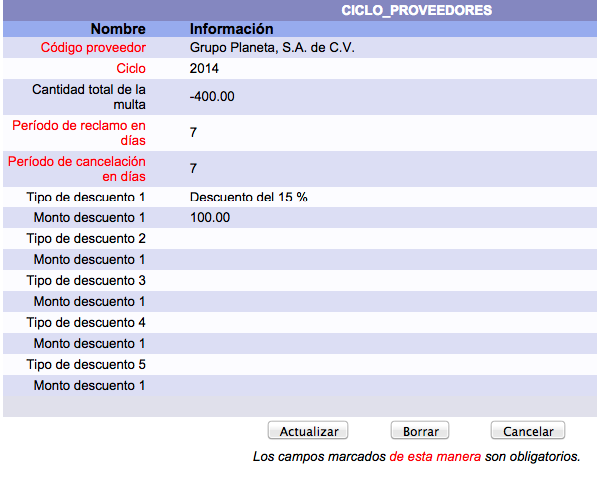 CICLO_PROVEEDORES
Nombre Información
Código proveedor Grupo Planeta, S.A. de C.V.
Ciclo 2014
Cantidad total de la
multa -400.00
Período de reclamo en
días 7
Período de cancelación
en días 7
Tipo de descuento 1 Descuento del 15 %
Monto descuento 1 100.00
Tipo de descuento 2
Monto descuento 1
Tipo de descuento 3
Monto descuento 1
Tipo de descuento 4
Monto descuento 1
Tipo de descuento 5
Monto descuento 1
Actualizar Borrar Cancelar
Los campos marcados de esta manera son obligatorios.